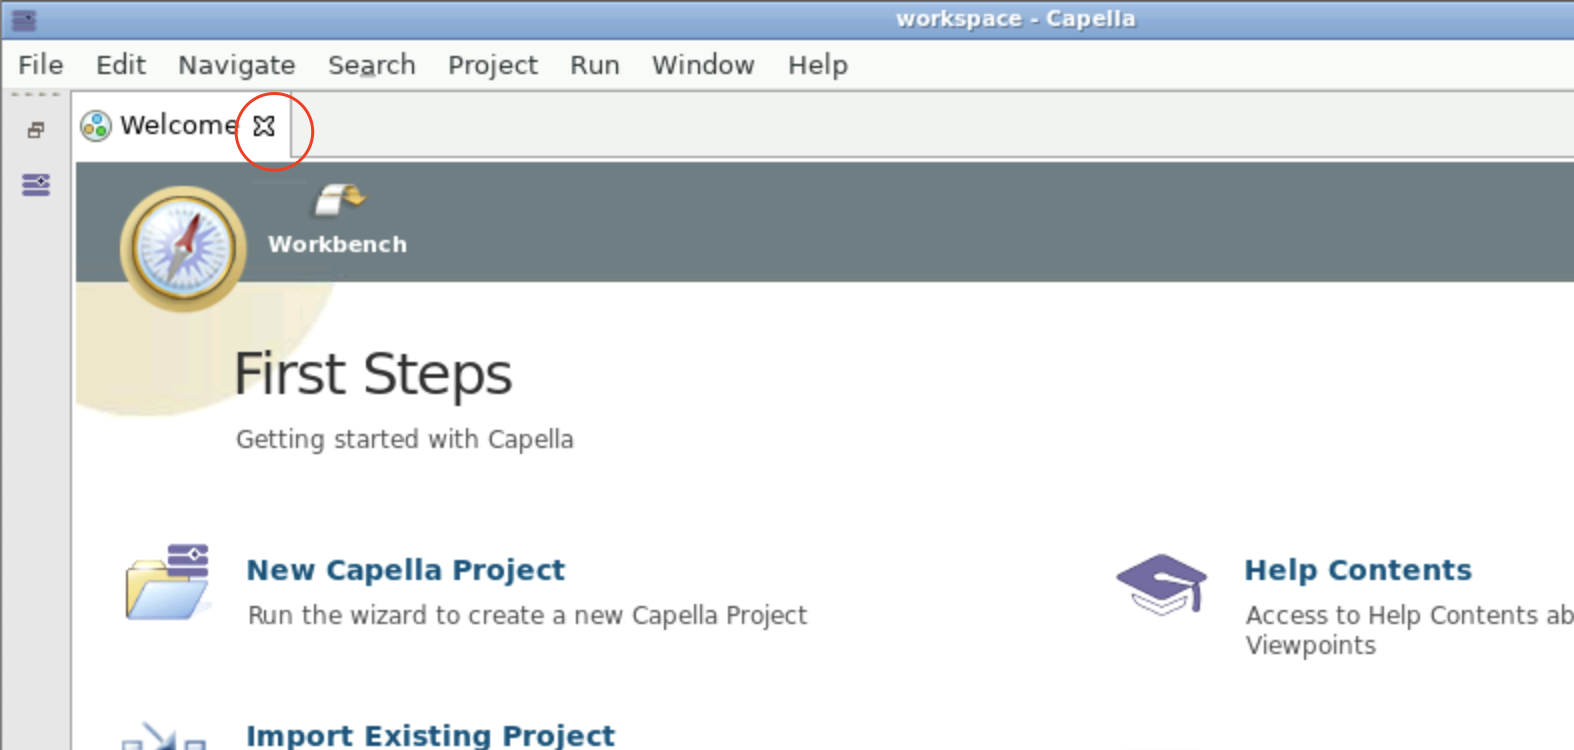 workspace - Capella
File Edit Navigate Search Project Run Window Help
Welcome
Workbench
First Steps
Getting started with Capella
New Capella Project
Run the wizard to create a new Capella Project
Help Contents
Access to Help Contents ab
Viewpoints
Import Existing Project